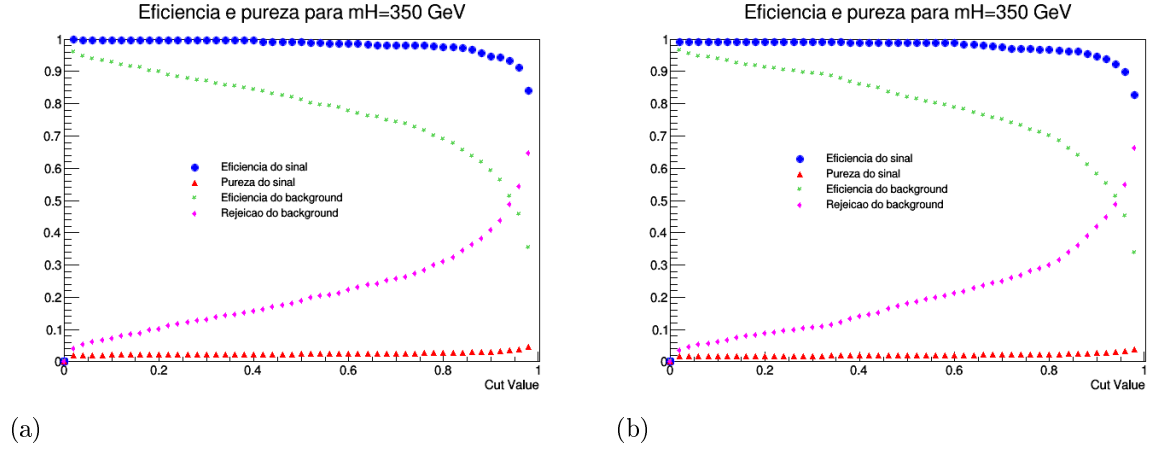 Eficiencia e pureza para mH=350 GeV
1
0.9
0.8
0.7
0.6
0.5
0.4
0.3
0.2
0.1
0
Eficiencia do sinal
Pureza do sinal
Eficiencia do background
Rejeicao do background
0 0.2 0.4 0.6 0.8 1
Cut Value
(a)
Eficiencia e pureza para mH=350 GeV
1
0.9
0.8
0.7
0.6
0.5
0.4
0.3
0.2
0.1
0
Eficiencia do sinal
Pureza do sinal
Eficiencia do background
Rejeicao do background
0 0.2 0.4 0.6 0.8 1
Cut Value
(b)